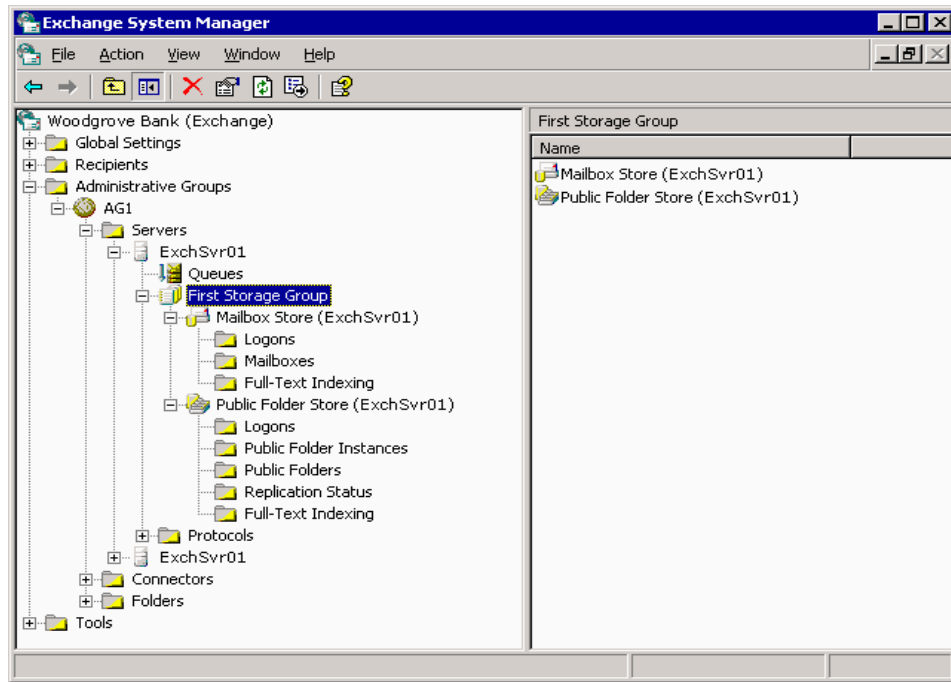 Exchange System Manager
File Action View Window Help
Woodgrove Bank (Exchange)
Global Settings
Recipients
Administrative Groups
AG1
Servers
ExchSvr01
Queues
First Storage Group
Mailbox Store (ExchSvr01)
Logons
Mailboxes
Full-Text Indexing
Public Folder Store (ExchSvr01)
Logons
Public Folder Instances
Public Folders
Replication Status
Full-Text Indexing
Protocols
ExchSvr01
Connectors
Folders
Tools
First Storage Group
Name
Mailbox Store (ExchSvr01)
Public Folder Store (ExchSvr01)